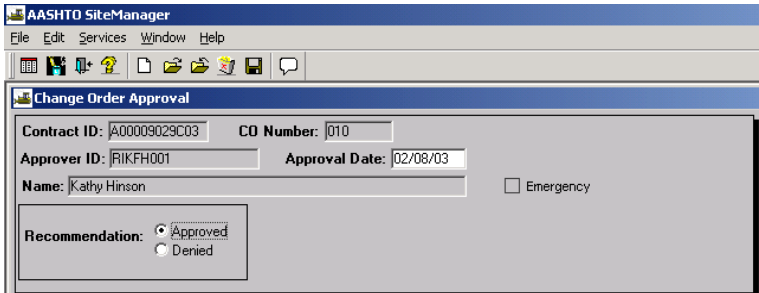 AASHTO SiteManager
File Edit Services Window Help
Change Order Approval
Contract ID: A00009029C03 CO Number: 010
Approver ID: RIKFH001 Approval Date: 02/08/03
Name: Kathy Hinson Emergency
Approved
Recommendation:
Denied